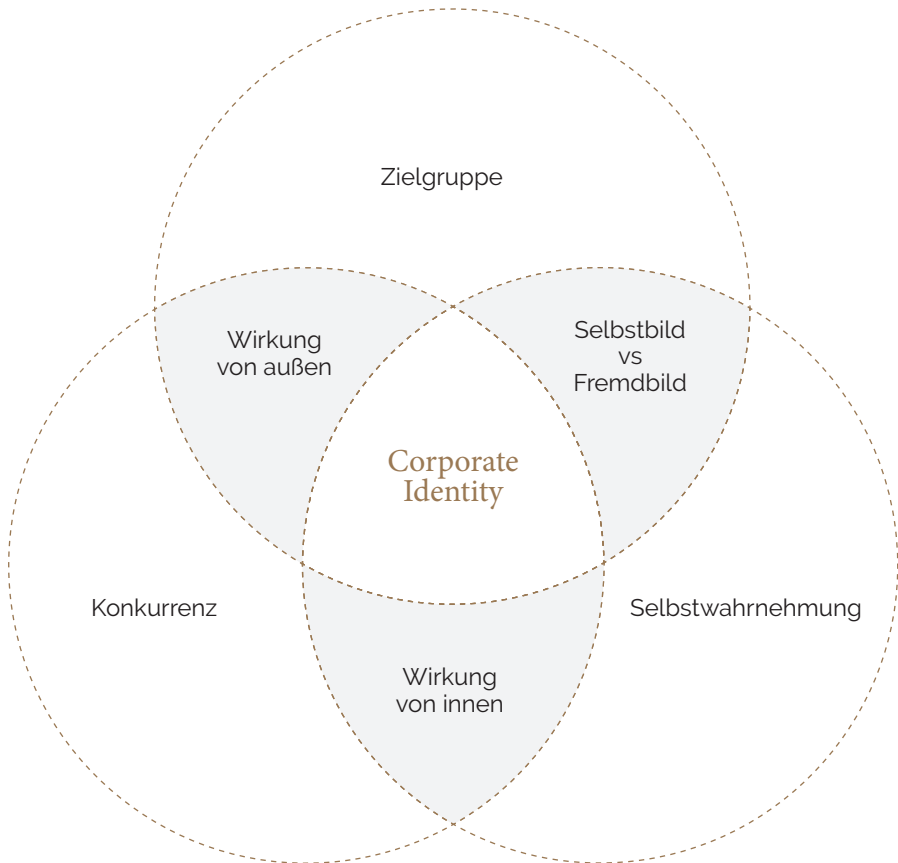 Zielgruppe
Wirkung
von außen
Selbstbild
vs
Fremdbild
Corporate
Identity
Konkurrenz
Selbstwahrnehmung
Wirkung
von innen